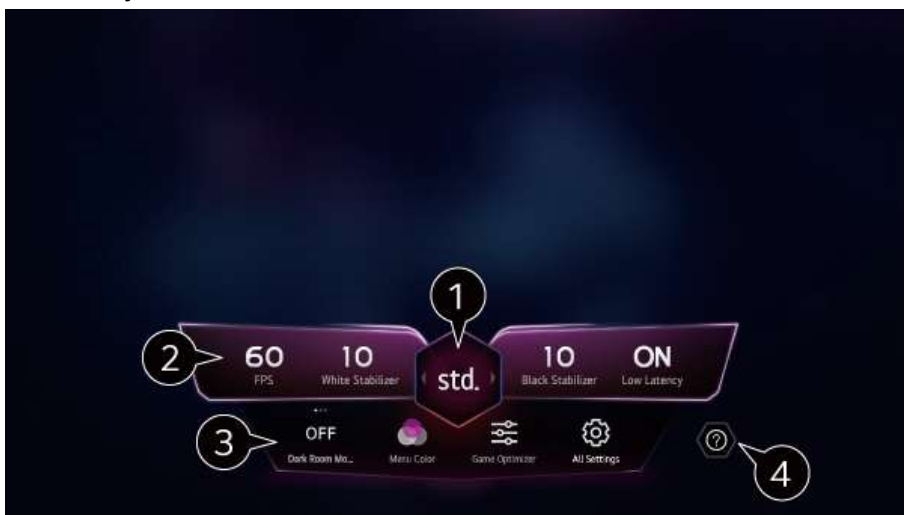 1
2
60
FPS
10
White Stabilizer
std.
10
Black Stabilizer
ON
Low Latency
3
OFF
Dark Room Mo...
Menu Color
Game Optimizer
All Settings
?
4